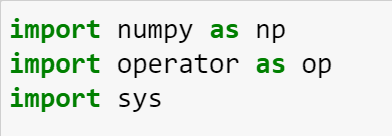 import numpy as np
import operator as op
import sys